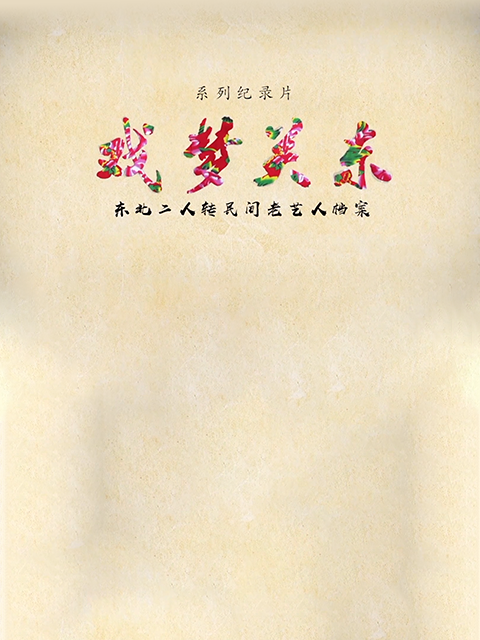 系列纪录片
戏梦关东
东北二人转民间老艺人档案